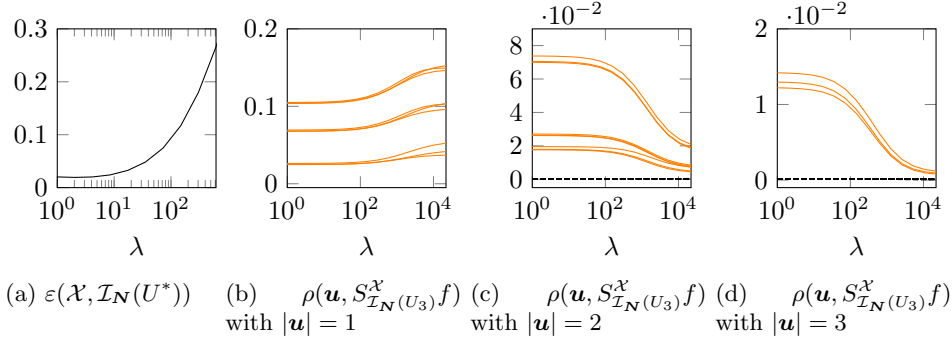 0.3
0.2
0.1
0
10^0 10^1 10^2
λ
(a) ε(𝒳, ℐ_𝑵(U*))
0.2
0.1
0
10^0 10^2 10^4
λ
(b) ρ(𝒖, S^𝒳_{ℐ_𝑵(U_3)} f)
with |𝒖| = 1
·10^−2
8
6
4
2
0
10^0 10^2 10^4
λ
(c) ρ(𝒖, S^𝒳_{ℐ_𝑵(U_3)} f)
with |𝒖| = 2
·10^−2
2
1
0
10^0 10^2 10^4
λ
(d) ρ(𝒖, S^𝒳_{ℐ_𝑵(U_3)} f)
with |𝒖| = 3